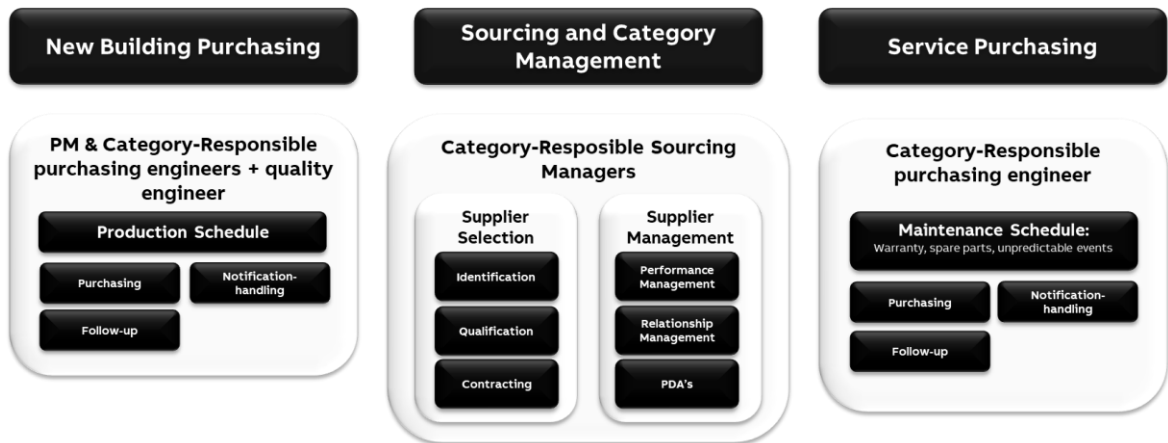 New Building Purchasing
Sourcing and Category
Management
Service Purchasing
PM & Category-Responsible
purchasing engineers + quality
engineer
Production Schedule
Purchasing
Notification-
handling
Follow-up
Category-Resposible Sourcing
Managers
Supplier
Selection
Identification
Qualification
Contracting
Supplier
Management
Performance
Management
Relationship
Management
PDA's
Category-Responsible
purchasing engineer
Maintenance Schedule:
Warranty, spare parts, unpredictable events
Purchasing
Notification-
handling
Follow-up